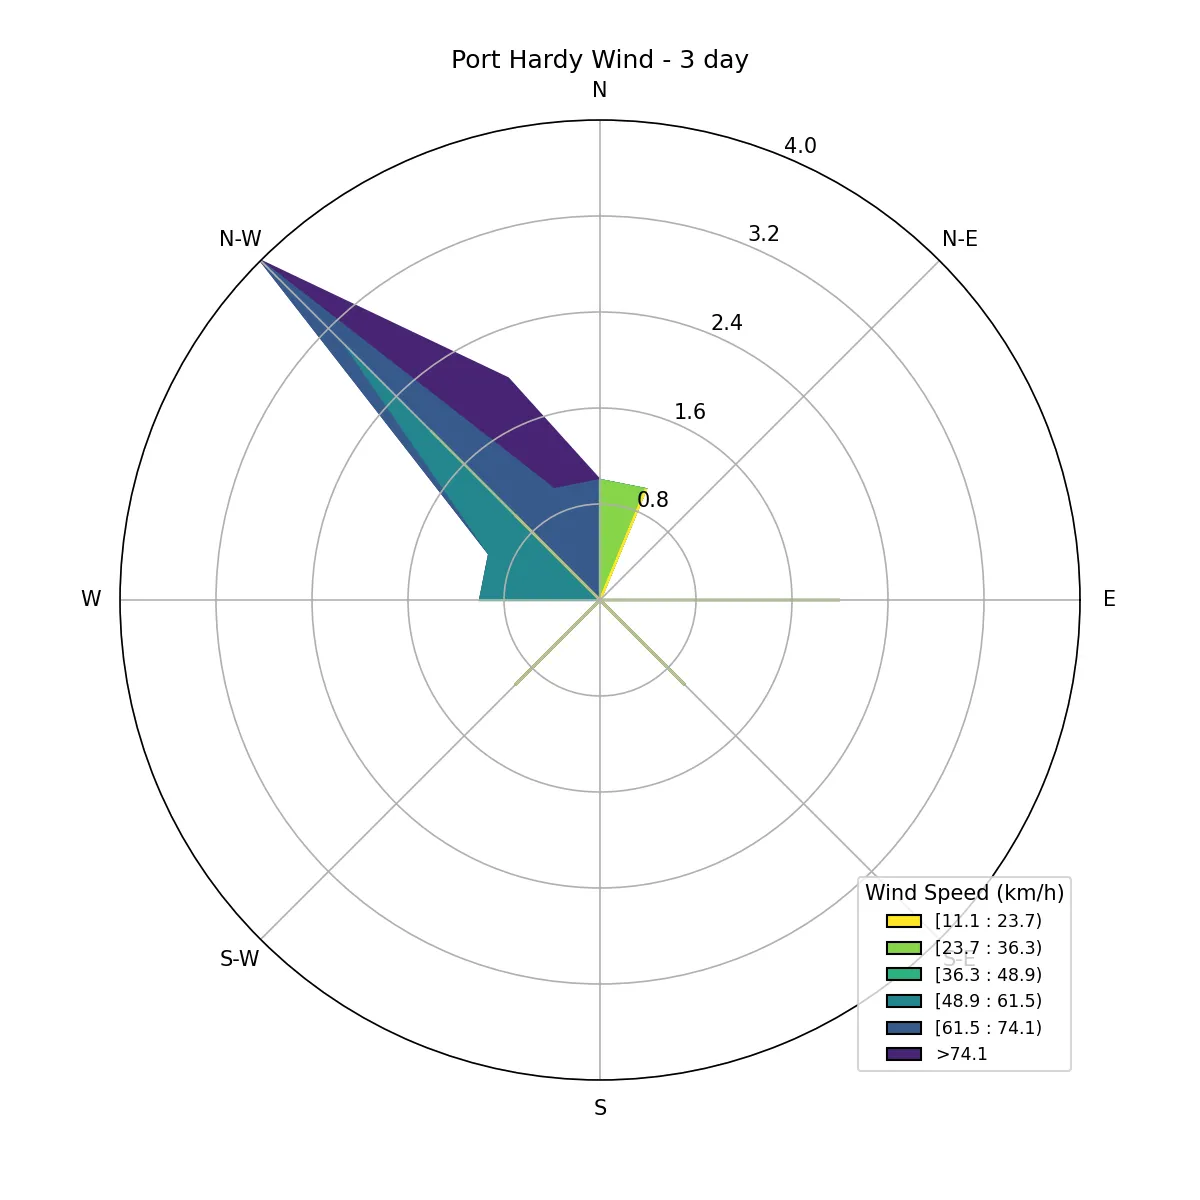 Port Hardy Wind - 3 day
N
4.0
N-W
N-E
3.2
2.4
1.6
0.8
W
E
S-W
S-E
Wind Speed (km/h)
[11.1 : 23.7)
[23.7 : 36.3)
[36.3 : 48.9)
[48.9 : 61.5)
[61.5 : 74.1)
>74.1
S